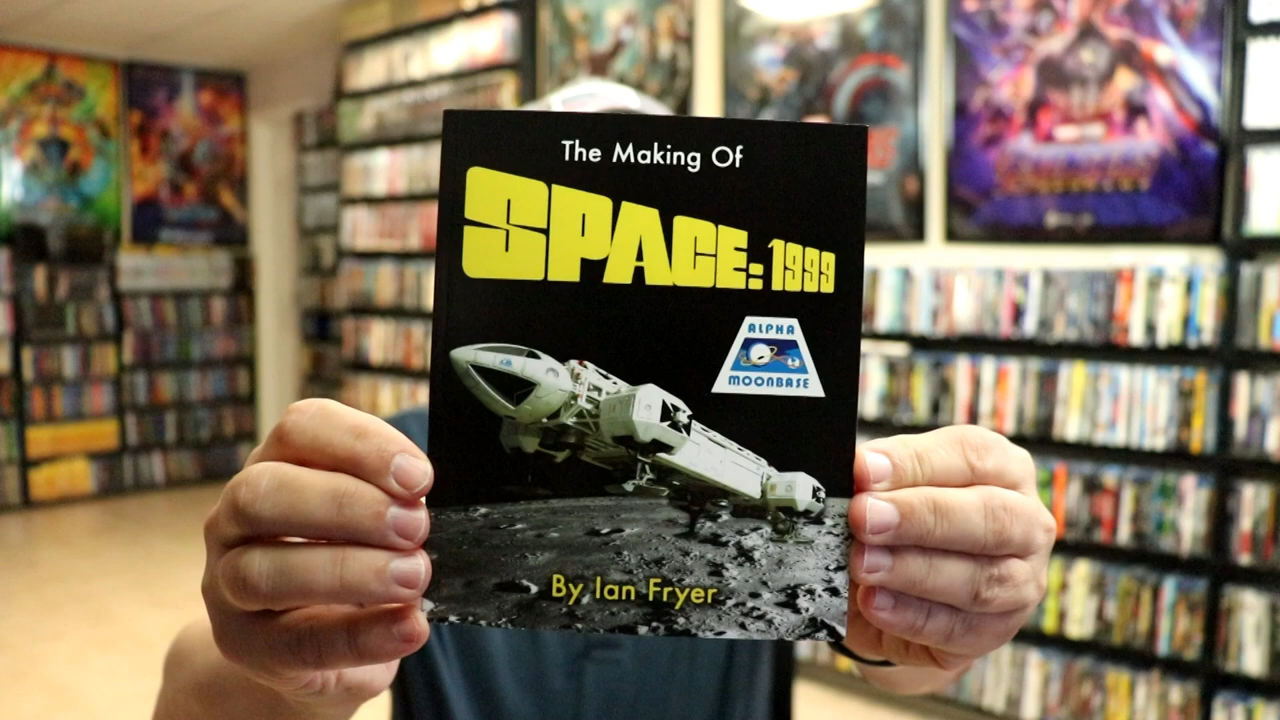 The Making Of
SPACE: 1999
ALPHA
MOONBASE
By Ian Fryer